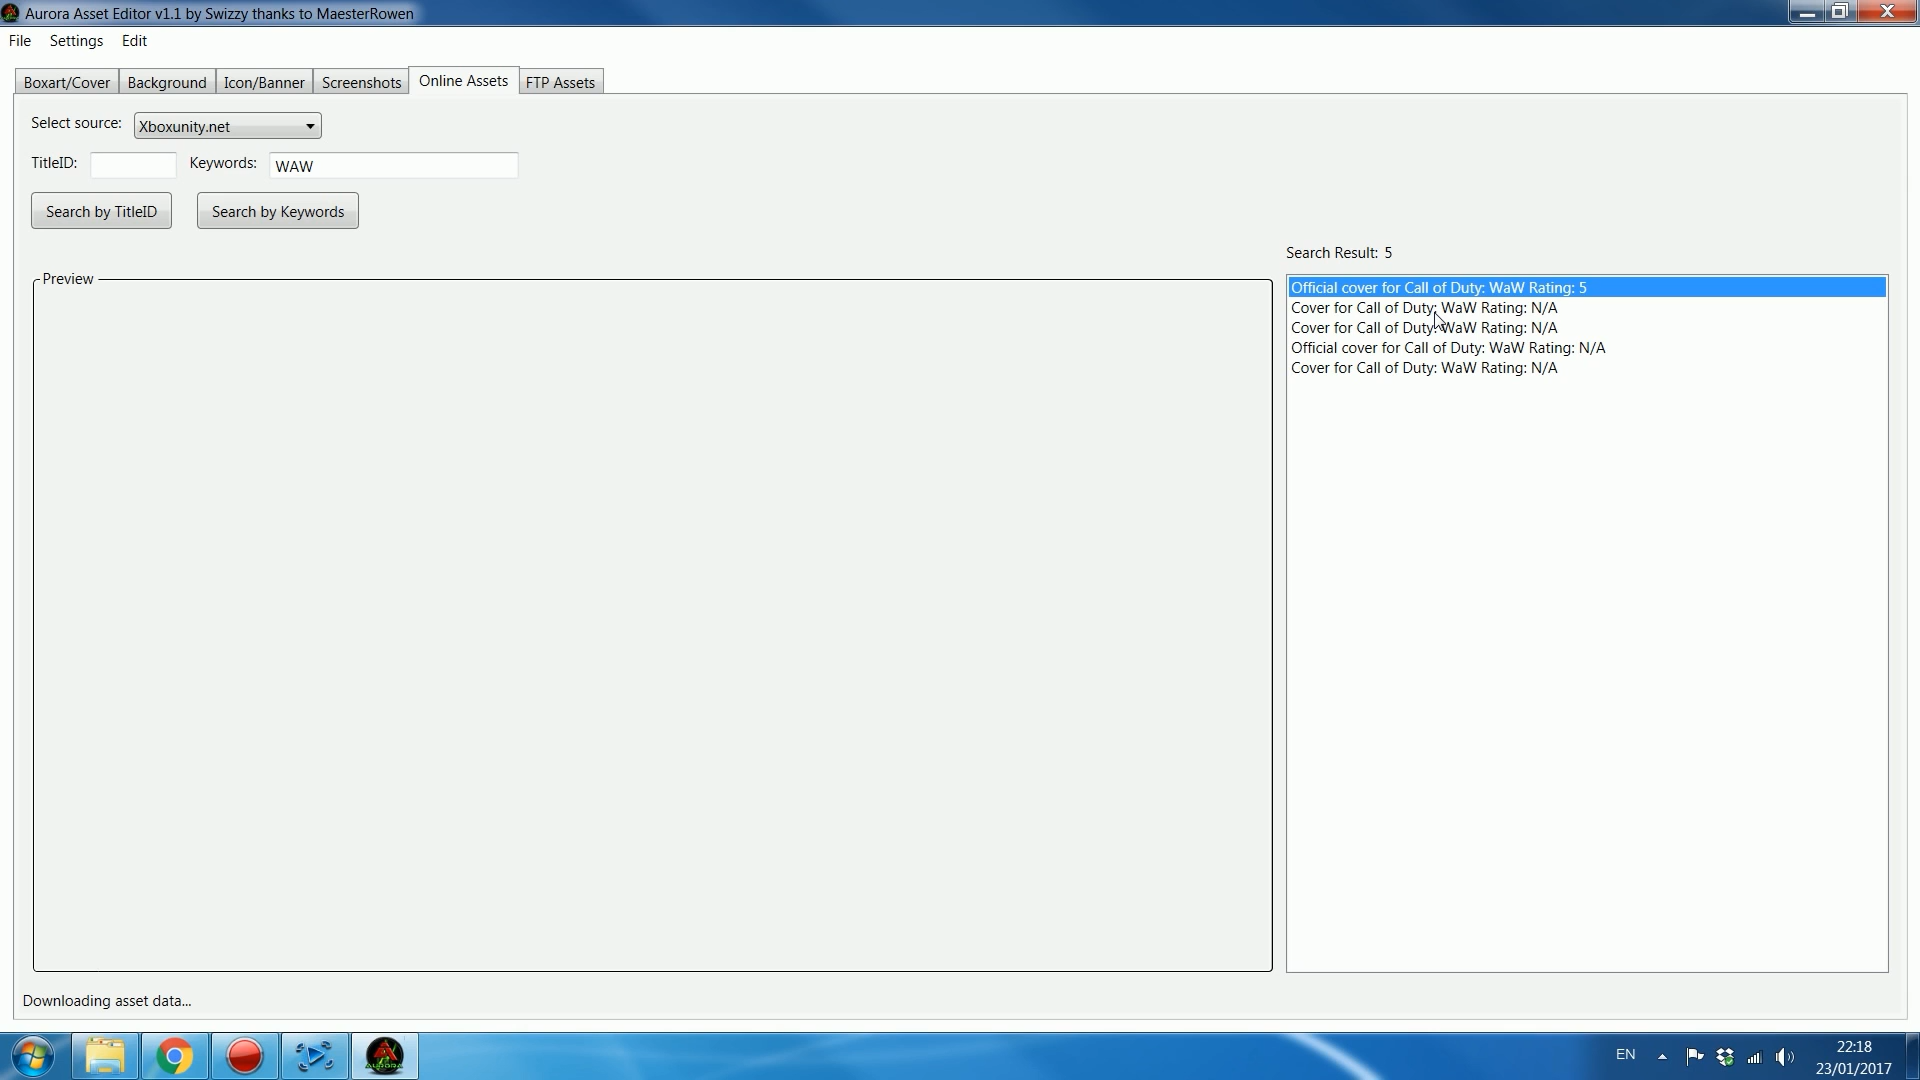 Aurora Asset Editor v1.1 by Swizzy thanks to MaesterRowen
File Settings Edit
Boxart/Cover Background Icon/Banner Screenshots Online Assets FTP Assets
Select source: Xboxunity.net
TitleID: Keywords: WAW
Search by TitleID Search by Keywords
Search Result: 5
Preview
Official cover for Call of Duty: WaW Rating: 5
Cover for Call of Duty: WaW Rating: N/A
Cover for Call of Duty: WaW Rating: N/A
Official cover for Call of Duty: WaW Rating: N/A
Cover for Call of Duty: WaW Rating: N/A
Downloading asset data...
AURORA
EN
22:18
23/01/2017